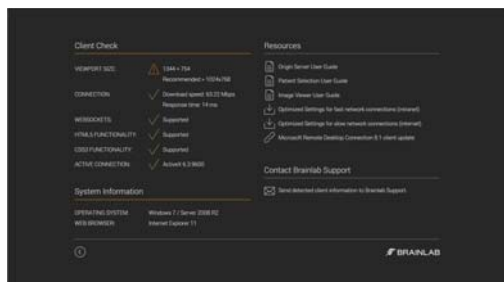 Client Check
VIEWPORT SIZE:
1344 × 754
Recommended > 1024x768
CONNECTION:
Download speed: 63.22 Mbps
Response time: 14 ms
WEBSOCKETS:
Supported
HTML5 FUNCTIONALITY:
Supported
CSS3 FUNCTIONALITY:
Supported
ACTIVE CONNECTION:
ActiveX 6.3.9600
System Information
OPERATING SYSTEM:
Windows 7 / Server 2008 R2
WEB BROWSER:
Internet Explorer 11
Resources
Origin Server User Guide
Patient Selection User Guide
Image Viewer User Guide
Optimized Settings for fast network connections (intranet)
Optimized Settings for slow network connections (internet)
Microsoft Remote Desktop Connection 8.1 client update
Contact Brainlab Support
Send detected client information to Brainlab Support.
BRAINLAB